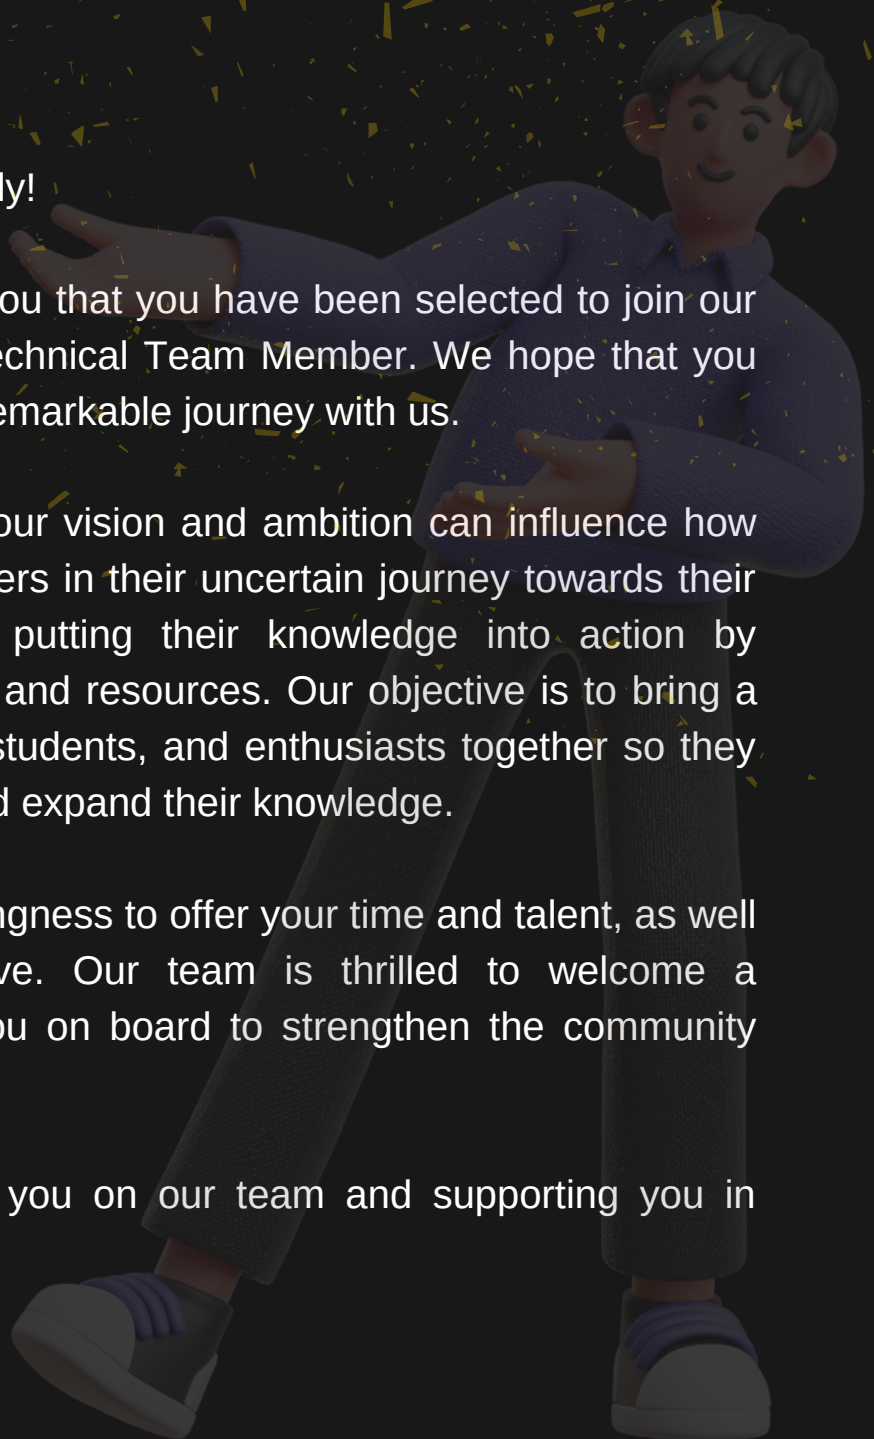 ly!
ou that you have been selected to join our
echnical Team Member. We hope that you
emarkable journey with us.
our vision and ambition can influence how
ers in their uncertain journey towards their
putting their knowledge into action by
and resources. Our objective is to bring a
students, and enthusiasts together so they
d expand their knowledge.
ngness to offer your time and talent, as well
ve. Our team is thrilled to welcome a
ou on board to strengthen the community
you on our team and supporting you in